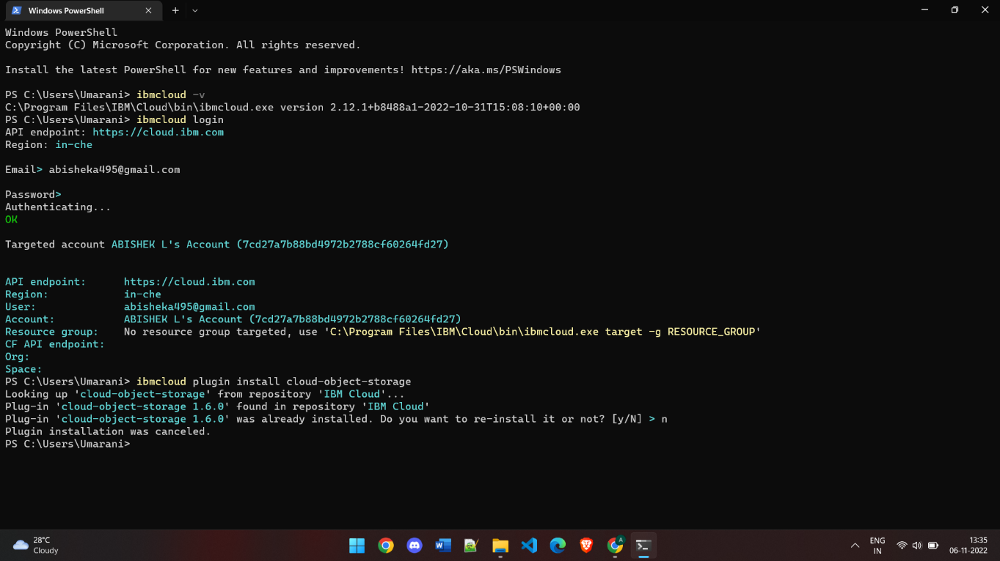 Windows PowerShell
Windows PowerShell
Copyright (C) Microsoft Corporation. All rights reserved.
Install the latest PowerShell for new features and improvements! https://aka.ms/PSWindows
PS C:\Users\Umarani> ibmcloud -v
C:\Program Files\IBM\Cloud\bin\ibmcloud.exe version 2.12.1+b8488a1-2022-10-31T15:08:10+00:00
PS C:\Users\Umarani> ibmcloud login
API endpoint: https://cloud.ibm.com
Region: in-che
Email> abisheka495@gmail.com
Password>
Authenticating...
OK
Targeted account ABISHEK L's Account (7cd27a7b88bd4972b2788cf60264fd27)
API endpoint: https://cloud.ibm.com
Region: in-che
User: abisheka495@gmail.com
Account: ABISHEK L's Account (7cd27a7b88bd4972b2788cf60264fd27)
Resource group: No resource group targeted, use 'C:\Program Files\IBM\Cloud\bin\ibmcloud.exe target -g RESOURCE_GROUP'
CF API endpoint:
Org:
Space:
PS C:\Users\Umarani> ibmcloud plugin install cloud-object-storage
Looking up 'cloud-object-storage' from repository 'IBM Cloud'...
Plug-in 'cloud-object-storage 1.6.0' found in repository 'IBM Cloud'
Plug-in 'cloud-object-storage 1.6.0' was already installed. Do you want to re-install it or not? [y/N] > n
Plugin installation was canceled.
PS C:\Users\Umarani>
28°C
Cloudy
ENG
IN
13:35
06-11-2022